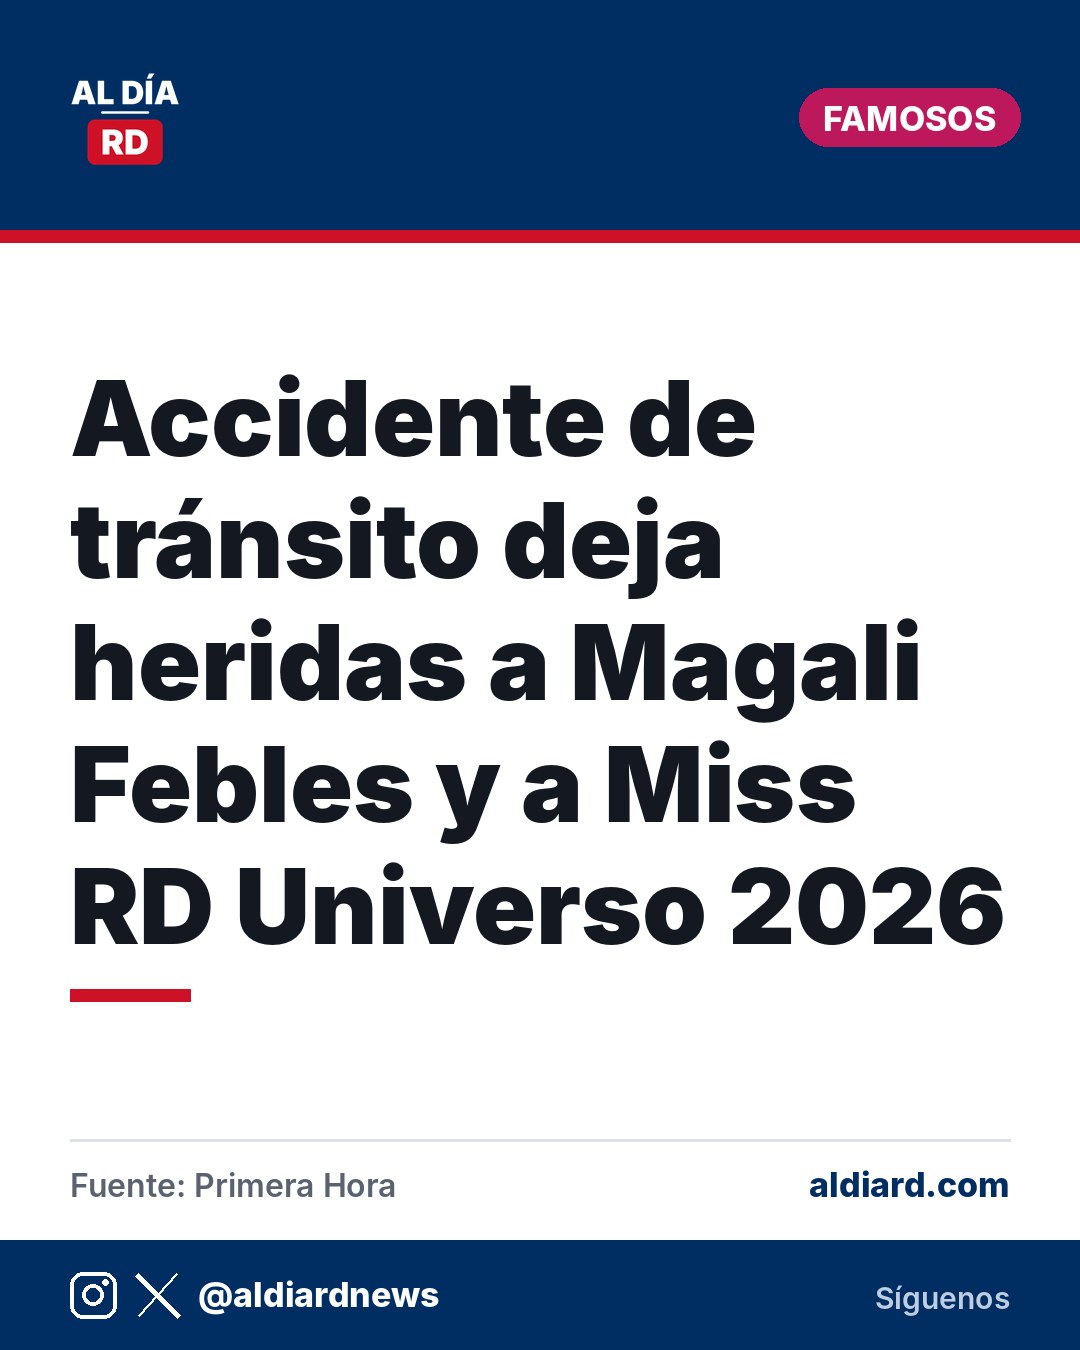 AL DÍA
RD
FAMOSOS
Accidente de
tránsito deja
heridas a Magali
Febles y a Miss
RD Universo 2026
Fuente: Primera Hora
aldiard.com
@aldiardnews
Síguenos